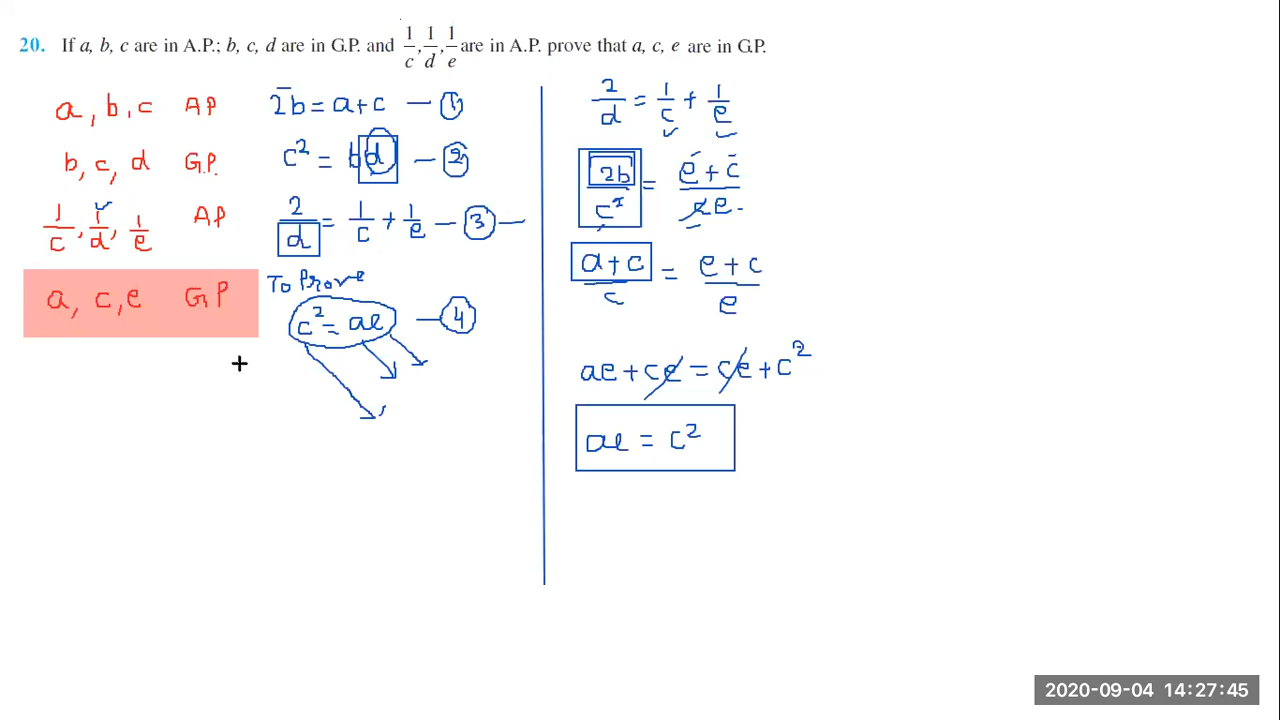 20. If a, b, c are in A.P.; b, c, d are in G.P. and 1/c, 1/d, 1/e are in A.P. prove that a, c, e are in G.P.
a, b, c AP 2b = a+c — ①
b, c, d G.P. c² = bd — ②
1/c, 1/d, 1/e AP 2/d = 1/c + 1/e — ③ —
To Prove
a, c, e GP c² = ae — ④
2/d = 1/c + 1/e
2b/c² = e+c/ce
a+c/c = e+c/e
ae + ce = ce + c²
ae = c²
2020-09-04 14:27:45